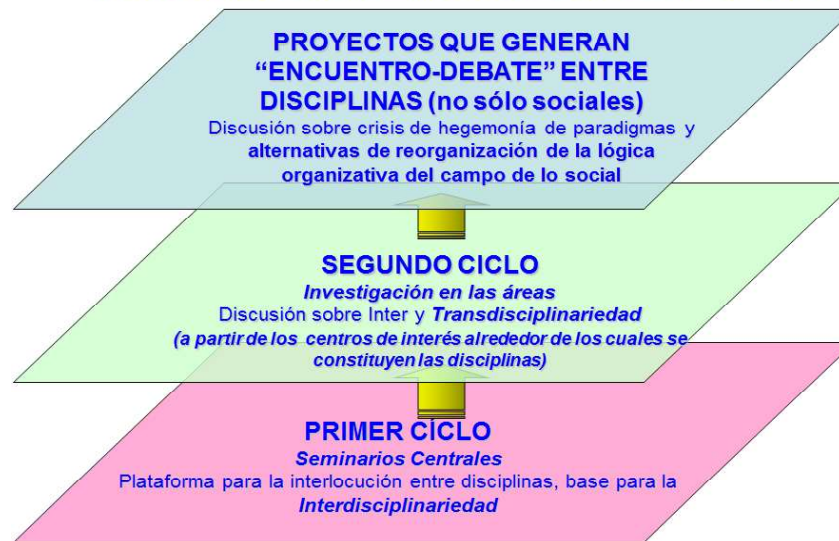 PROYECTOS QUE GENERAN
“ENCUENTRO-DEBATE” ENTRE
DISCIPLINAS (no sólo sociales)
Discusión sobre crisis de hegemonía de paradigmas y
alternativas de reorganización de la lógica
organizativa del campo de lo social
SEGUNDO CICLO
Investigación en las áreas
Discusión sobre Inter y Transdisciplinariedad
(a partir de los centros de interés alrededor de los cuales se
constituyen las disciplinas)
PRIMER CÍCLO
Seminarios Centrales
Plataforma para la interlocución entre disciplinas, base para la
Interdisciplinariedad